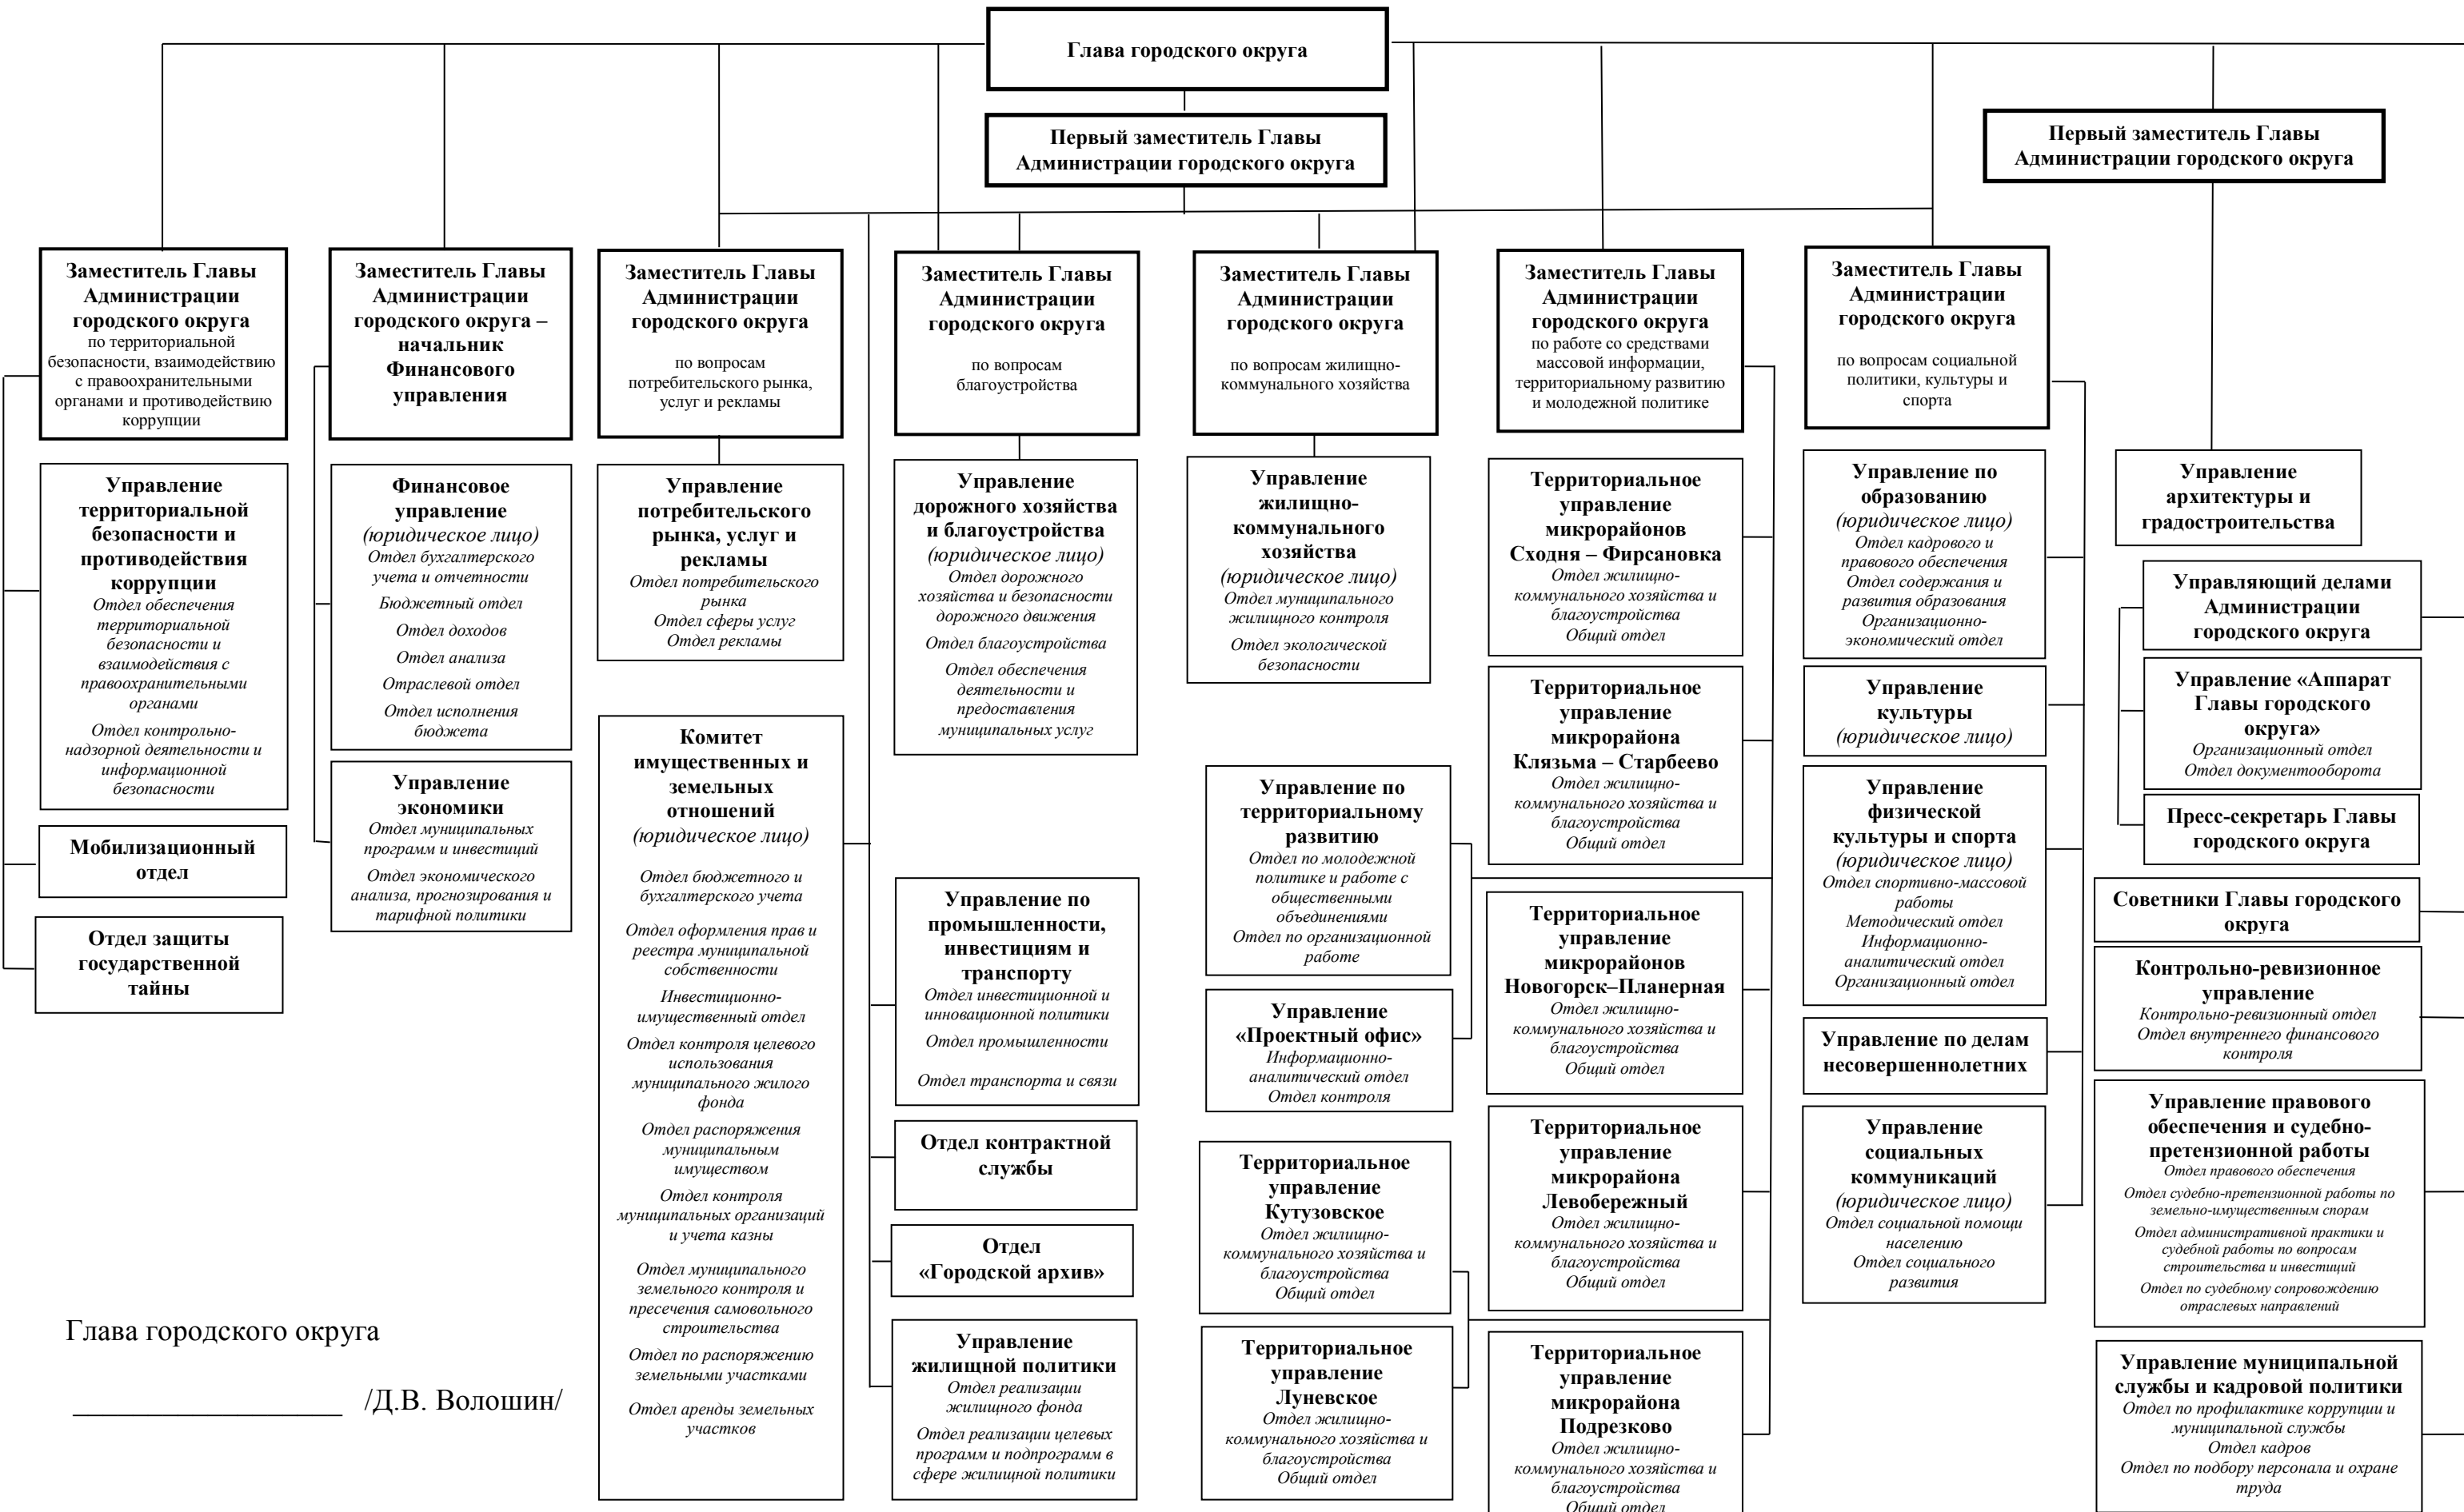 Глава городского округа
Первый заместитель Главы
Администрации городского округа
Первый заместитель Главы
Администрации городского округа
Заместитель Главы
Администрации
городского округа
по территориальной
безопасности, взаимодействию
с правоохранительными
органами и противодействию
коррупции
Заместитель Главы
Администрации
городского округа –
начальник
Финансового
управления
Заместитель Главы
Администрации
городского округа
по вопросам
потребительского рынка,
услуг и рекламы
Заместитель Главы
Администрации
городского округа
по вопросам
благоустройства
Заместитель Главы
Администрации
городского округа
по вопросам жилищно-
коммунального хозяйства
Заместитель Главы
Администрации
городского округа
по работе со средствами
массовой информации,
территориальному развитию
и молодежной политике
Заместитель Главы
Администрации
городского округа
по вопросам социальной
политики, культуры и
спорта
Управление
территориальной
безопасности и
противодействия
коррупции
Отдел обеспечения
территориальной
безопасности и
взаимодействия с
правоохранительными
органами
Отдел контрольно-
надзорной деятельности и
информационной
безопасности
Мобилизационный
отдел
Отдел защиты
государственной
тайны
Финансовое
управление
(юридическое лицо)
Отдел бухгалтерского
учета и отчетности
Бюджетный отдел
Отдел доходов
Отдел анализа
Отраслевой отдел
Отдел исполнения
бюджета
Управление
экономики
Отдел муниципальных
программ и инвестиций
Отдел экономического
анализа, прогнозирования и
тарифной политики
Управление
потребительского
рынка, услуг и
рекламы
Отдел потребительского
рынка
Отдел сферы услуг
Отдел рекламы
Комитет
имущественных и
земельных
отношений
(юридическое лицо)
Отдел бюджетного и
бухгалтерского учета
Отдел оформления прав и
реестра муниципальной
собственности
Инвестиционно-
имущественный отдел
Отдел контроля целевого
использования
муниципального жилого
фонда
Отдел распоряжения
муниципальным
имуществом
Отдел контроля
муниципальных организаций
и учета казны
Отдел муниципального
земельного контроля и
пресечения самовольного
строительства
Отдел по распоряжению
земельными участками
Отдел аренды земельных
участков
Управление
дорожного хозяйства
и благоустройства
(юридическое лицо)
Отдел дорожного
хозяйства и безопасности
дорожного движения
Отдел благоустройства
Отдел обеспечения
деятельности и
предоставления
муниципальных услуг
Управление по
промышленности,
инвестициям и
транспорту
Отдел инвестиционной и
инновационной политики
Отдел промышленности
Отдел транспорта и связи
Отдел контрактной
службы
Отдел
«Городской архив»
Управление
жилищной политики
Отдел реализации
жилищного фонда
Отдел реализации целевых
программ и подпрограмм в
сфере жилищной политики
Управление
жилищно-
коммунального
хозяйства
(юридическое лицо)
Отдел муниципального
жилищного контроля
Отдел экологической
безопасности
Управление по
территориальному
развитию
Отдел по молодежной
политике и работе с
общественными
объединениями
Отдел по организационной
работе
Управление
«Проектный офис»
Информационно-
аналитический отдел
Отдел контроля
Территориальное
управление
Кутузовское
Отдел жилищно-
коммунального хозяйства и
благоустройства
Общий отдел
Территориальное
управление
Луневское
Отдел жилищно-
коммунального хозяйства и
благоустройства
Общий отдел
Территориальное
управление
микрорайонов
Сходня – Фирсановка
Отдел жилищно-
коммунального хозяйства и
благоустройства
Общий отдел
Территориальное
управление
микрорайона
Клязьма – Старбеево
Отдел жилищно-
коммунального хозяйства и
благоустройства
Общий отдел
Территориальное
управление
микрорайонов
Новогорск–Планерная
Отдел жилищно-
коммунального хозяйства и
благоустройства
Общий отдел
Территориальное
управление
микрорайона
Левобережный
Отдел жилищно-
коммунального хозяйства и
благоустройства
Общий отдел
Территориальное
управление
микрорайона
Подрезково
Отдел жилищно-
коммунального хозяйства и
благоустройства
Общий отдел
Управление по
образованию
(юридическое лицо)
Отдел кадрового и
правового обеспечения
Отдел содержания и
развития образования
Организационно-
экономический отдел
Управление
культуры
(юридическое лицо)
Управление
физической
культуры и спорта
(юридическое лицо)
Отдел спортивно-массовой
работы
Методический отдел
Информационно-
аналитический отдел
Организационный отдел
Управление по делам
несовершеннолетних
Управление
социальных
коммуникаций
(юридическое лицо)
Отдел социальной помощи
населению
Отдел социального
развития
Управление
архитектуры и
градостроительства
Управляющий делами
Администрации
городского округа
Управление «Аппарат
Главы городского
округа»
Организационный отдел
Отдел документооборота
Пресс-секретарь Главы
городского округа
Советники Главы городского
округа
Контрольно-ревизионное
управление
Контрольно-ревизионный отдел
Отдел внутреннего финансового
контроля
Управление правового
обеспечения и судебно-
претензионной работы
Отдел правового обеспечения
Отдел судебно-претензионной работы по
земельно-имущественным спорам
Отдел административной практики и
судебной работы по вопросам
строительства и инвестиций
Отдел по судебному сопровождению
отраслевых направлений
Управление муниципальной
службы и кадровой политики
Отдел по профилактике коррупции и
муниципальной службы
Отдел кадров
Отдел по подбору персонала и охране
труда
Глава городского округа
/Д.В. Волошин/